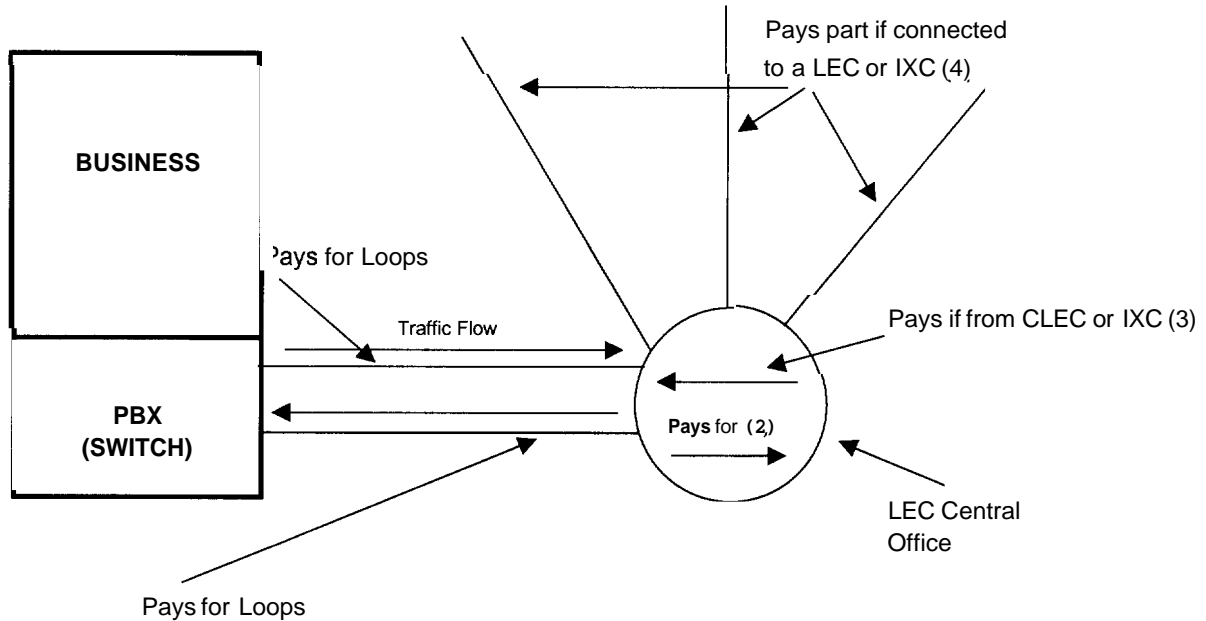 Pays part if connected
to a LEC or IXC (4)
BUSINESS
Pays for Loops
Traffic Flow
Pays if from CLEC or IXC (3)
PBX
(SWITCH)
Pays for (2)
LEC Central
Office
Pays for Loops